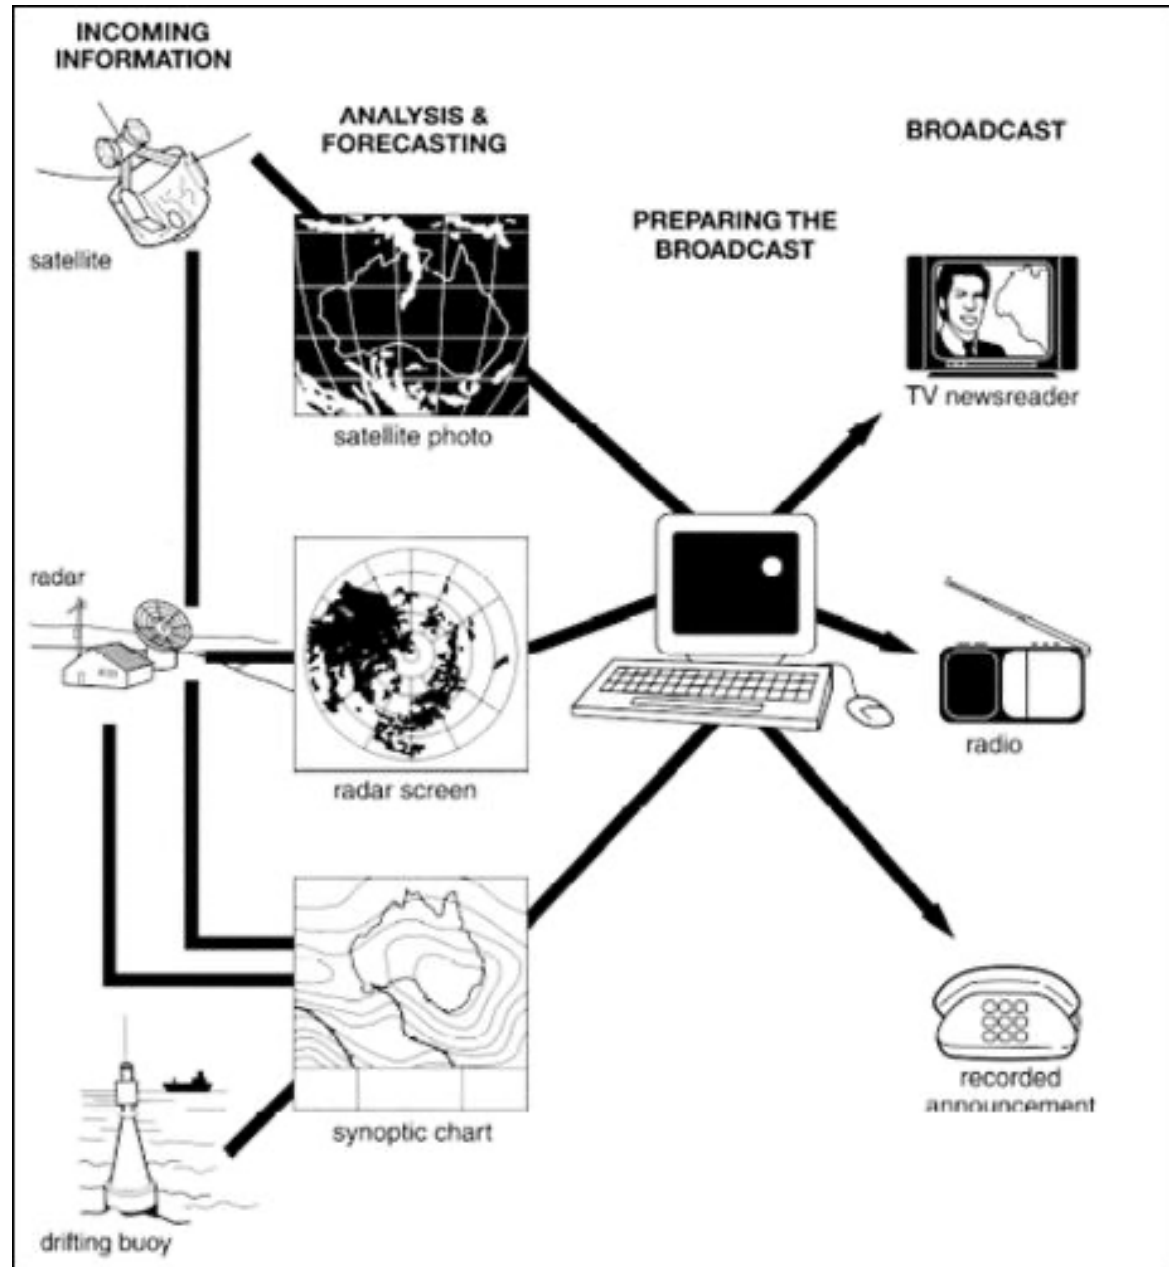 INCOMING
INFORMATION
ANALYSIS &
FORECASTING
BROADCAST
PREPARING THE
BROADCAST
satellite
satellite photo
TV newsreader
radar
radar screen
radio
synoptic chart
recorded
announcement
drifting buoy